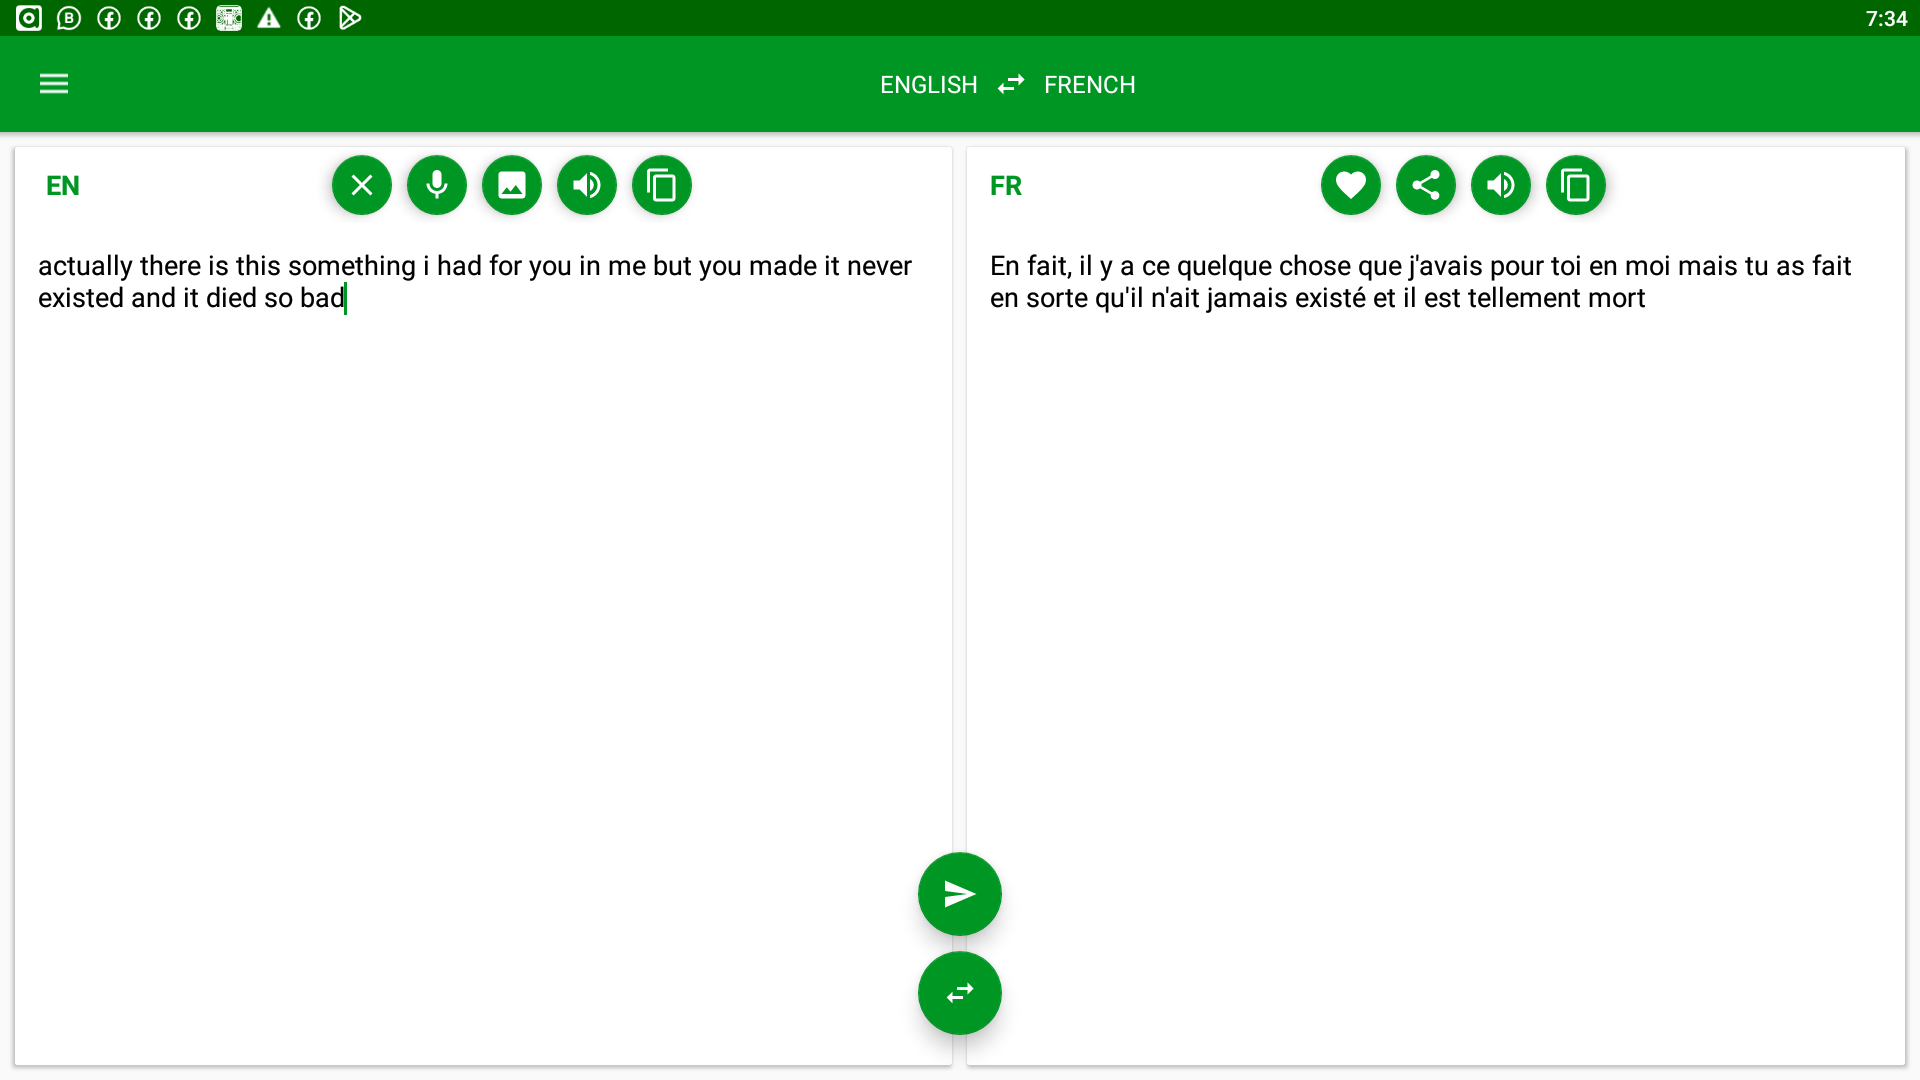 7:34
ENGLISH FRENCH
EN
FR
actually there is this something i had for you in me but you made it never
existed and it died so bad
En fait, il y a ce quelque chose que j'avais pour toi en moi mais tu as fait
en sorte qu'il n'ait jamais existé et il est tellement mort